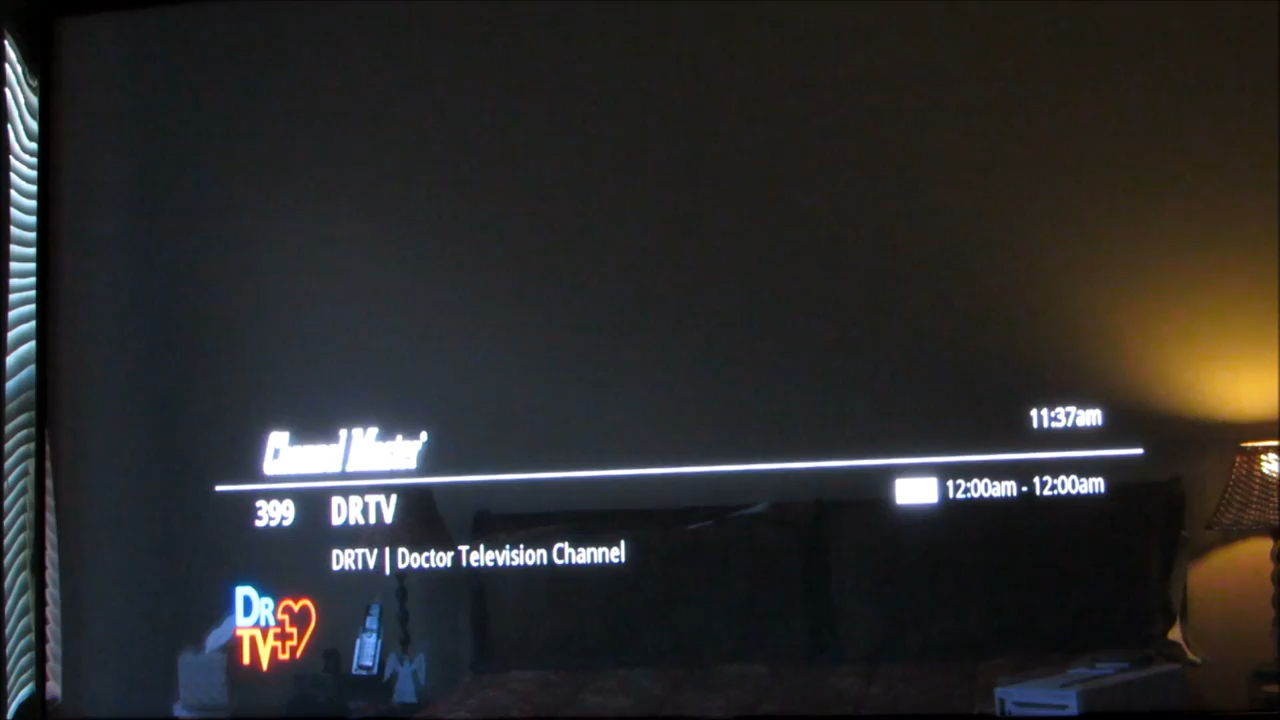 11:37am
Channel Master
399 DRTV 12:00am - 12:00am
DRTV | Doctor Television Channel
DR
TV+